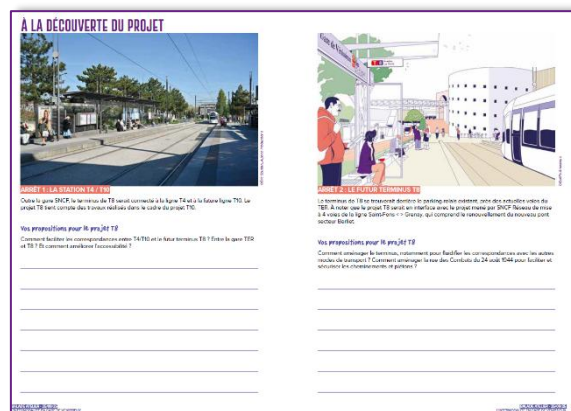 À LA DÉCOUVERTE DU PROJET
ARRÊT 1 : LA STATION T4 / T10
Outre la gare SNCF, le terminus de T8 serait connecté à la ligne T4 et à la future ligne T10. Le
projet T8 tient compte des travaux réalisés dans le cadre du projet T10.
Vos propositions pour le projet T8
Comment faciliter les correspondances entre T4/T10 et le futur terminus T8 ? Entre la gare TER
et T8 ? Et comment améliorer l'accessibilité ?
T8
ARRÊT 2 : LE FUTUR TERMINUS T8
Le terminus de T8 se trouverait derrière le parking relais existant, près des actuelles voies du
TER. À noter que le projet T8 serait en interface avec le projet mené par SNCF Réseau de mise
à 4 voies de la ligne Saint-Fons <> Grenay, qui comprend le renouvellement du nouveau pont
secteur Berliet.
Vos propositions pour le projet T8
Comment aménager le terminus, notamment pour fluidifier les correspondances avec les autres
modes de transport ? Comment aménager la rue des Combats du 24 août 1944 pour faciliter et
sécuriser les cheminements et piétons ?